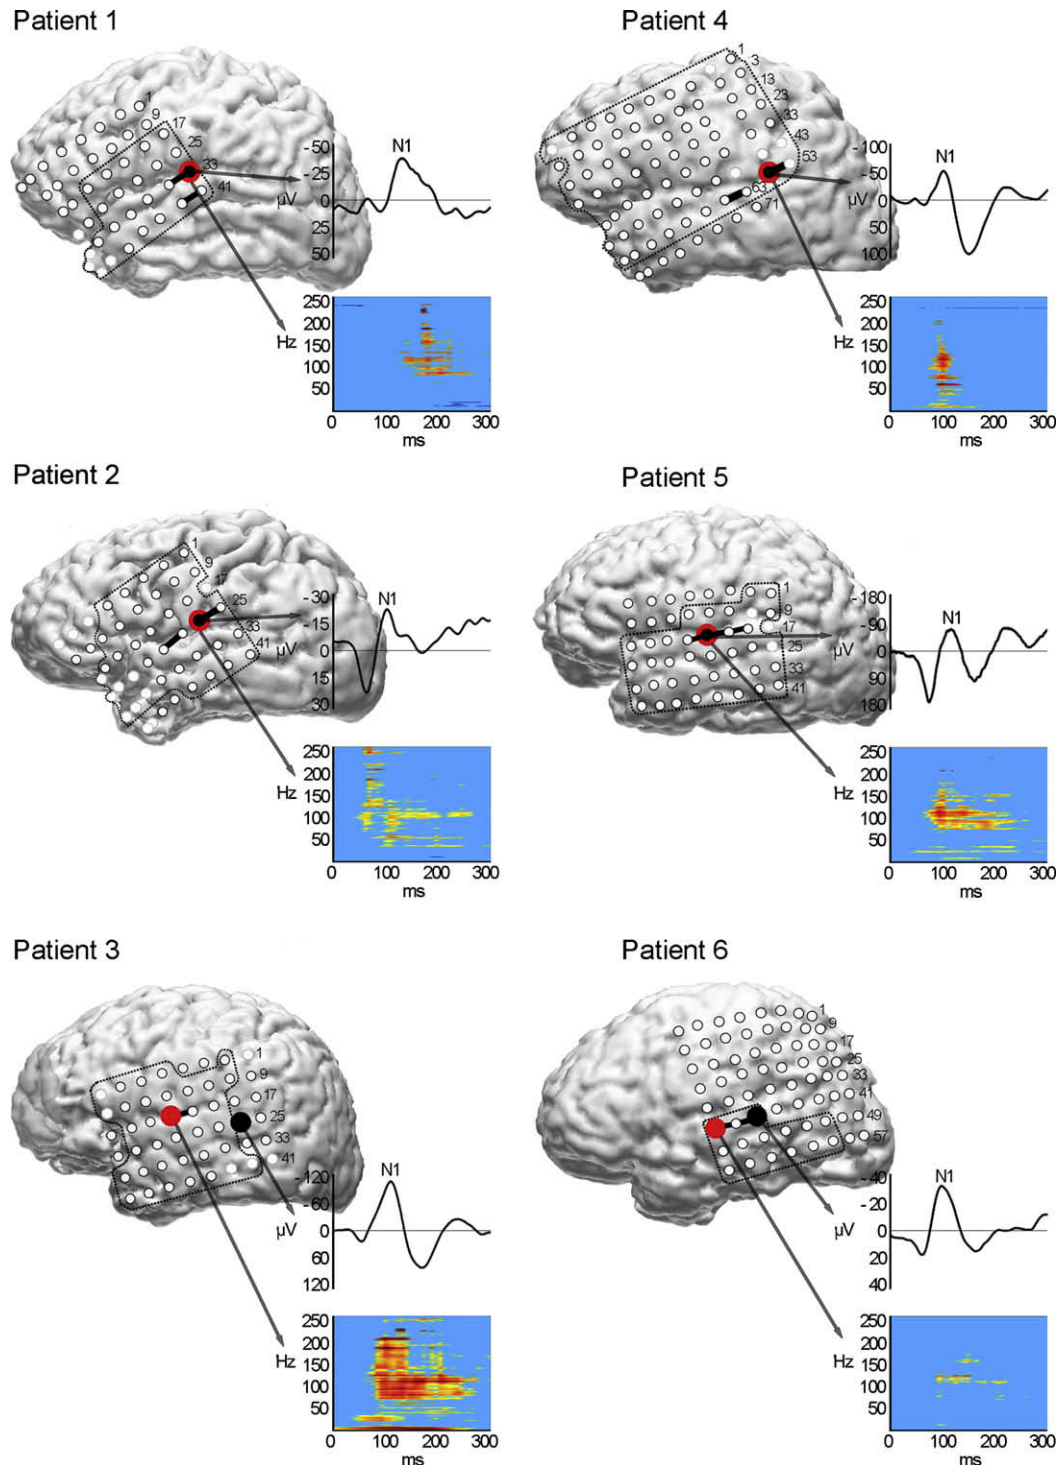 Patient 1
1
9
17
25
33
41
N1
- 50
- 25
µV
0
25
50
250
200
150
100
50
Hz
0 100 200 300
ms
Patient 4
1
3
13
23
33
43
53
63
71
N1
- 100
- 50
µV
0
50
100
250
200
150
100
50
Hz
0 100 200 300
ms
Patient 2
1
9
17
25
33
41
N1
- 30
- 15
µV
0
15
30
250
200
150
100
50
Hz
0 100 200 300
ms
Patient 5
1
9
17
25
33
41
N1
- 180
- 90
µV
0
90
180
250
200
150
100
50
Hz
0 100 200 300
ms
Patient 3
1
9
17
25
33
41
N1
- 120
- 60
µV
0
60
120
250
200
150
100
50
Hz
0 100 200 300
ms
Patient 6
1
9
17
25
33
41
49
57
N1
- 40
- 20
µV
0
20
40
250
200
150
100
50
Hz
0 100 200 300
ms